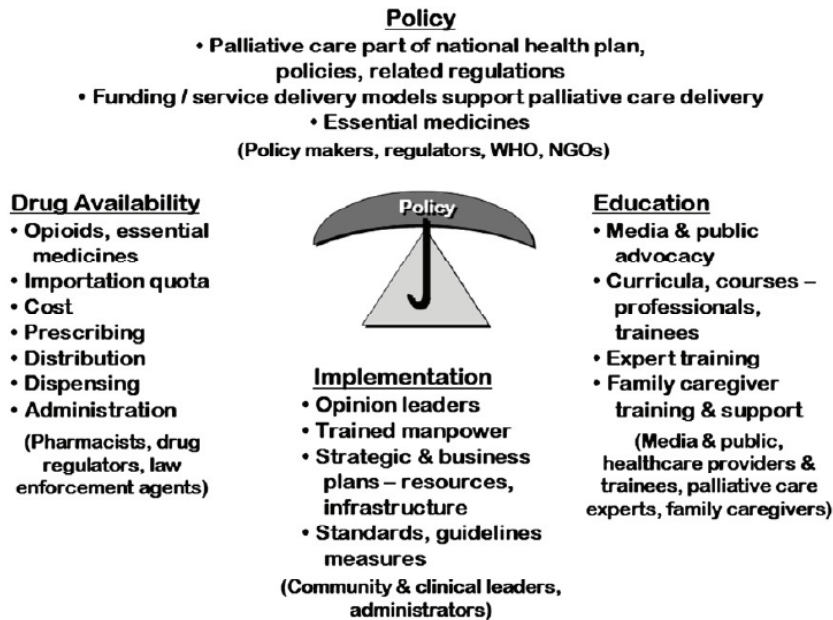 Policy
• Palliative care part of national health plan,
policies, related regulations
• Funding / service delivery models support palliative care delivery
• Essential medicines
(Policy makers, regulators, WHO, NGOs)
Policy
Drug Availability
• Opioids, essential
medicines
• Importation quota
• Cost
• Prescribing
• Distribution
• Dispensing
• Administration
(Pharmacists, drug
regulators, law
enforcement agents)
Implementation
• Opinion leaders
• Trained manpower
• Strategic & business
plans – resources,
infrastructure
• Standards, guidelines
measures
(Community & clinical leaders,
administrators)
Education
• Media & public
advocacy
• Curricula, courses –
professionals,
trainees
• Expert training
• Family caregiver
training & support
(Media & public,
healthcare providers &
trainees, palliative care
experts, family caregivers)